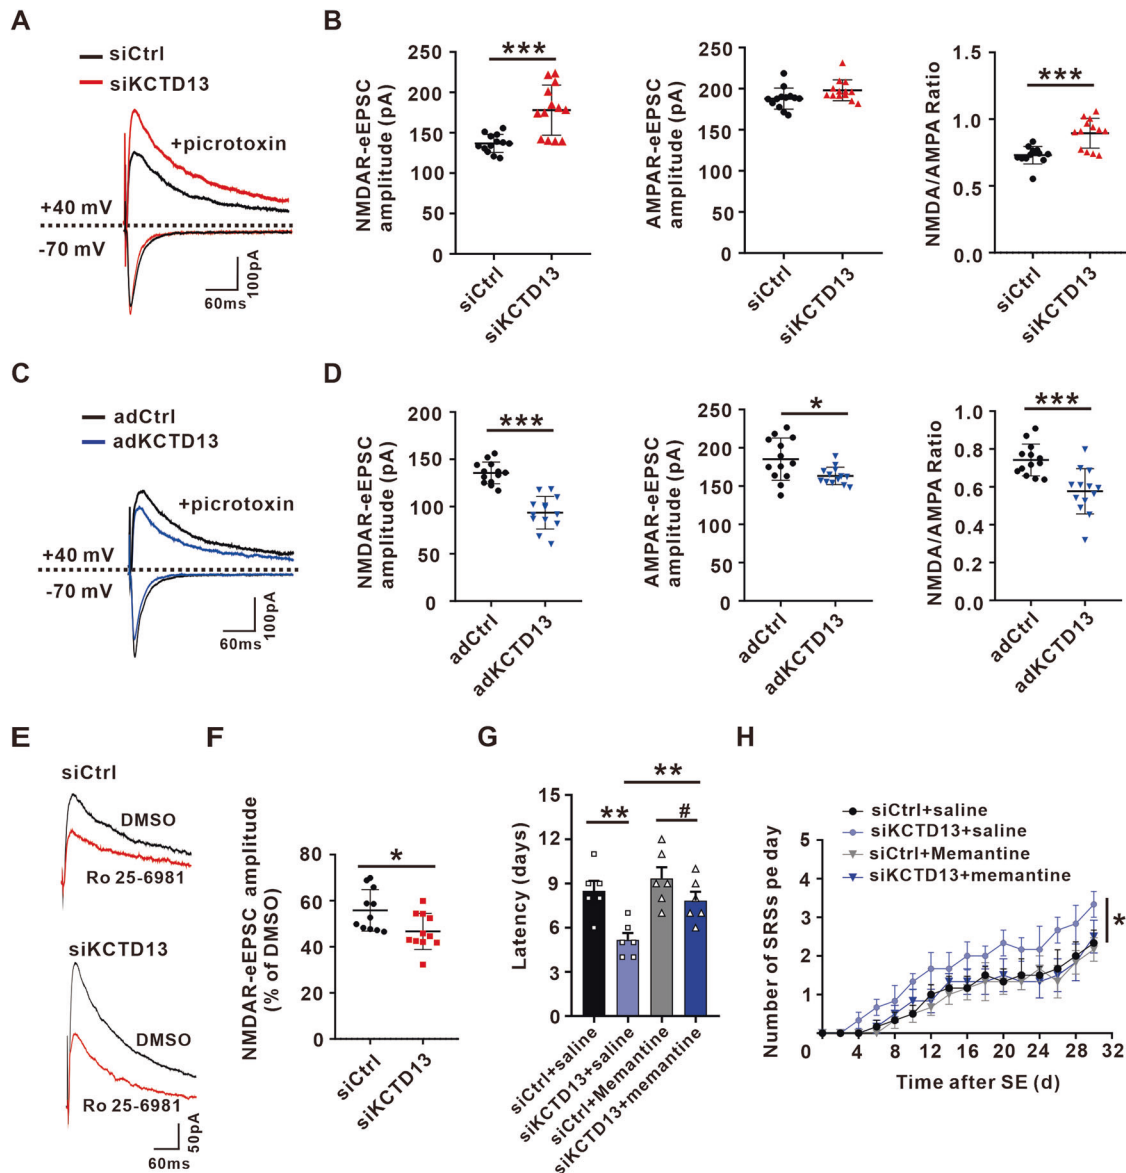 A
siCtrl
siKCTD13
+picrotoxin
+40 mV
-70 mV
100pA
60ms
B
NMDAR-eEPSC
amplitude (pA)
250
200
150
100
50
0
***
siCtrl
siKCTD13
AMPAR-eEPSC
amplitude (pA)
250
200
150
100
50
0
siCtrl
siKCTD13
NMDA/AMPA Ratio
1.5
1.0
0.5
0.0
***
siCtrl
siKCTD13
C
adCtrl
adKCTD13
+picrotoxin
+40 mV
-70 mV
100pA
60ms
D
NMDAR-eEPSC
amplitude (pA)
200
150
100
50
0
***
adCtrl
adKCTD13
AMPAR-eEPSC
amplitude (pA)
250
200
150
100
50
0
*
adCtrl
adKCTD13
NMDA/AMPA Ratio
1.0
0.8
0.6
0.4
0.2
0.0
***
adCtrl
adKCTD13
E
siCtrl
DMSO
Ro 25-6981
siKCTD13
DMSO
Ro 25-6981
50pA
60ms
F
NMDAR-eEPSC amplitude
(% of DMSO)
80
60
40
20
0
*
siCtrl
siKCTD13
G
Latency (days)
15
12
9
6
3
0
**
**
#
siCtrl+saline
siKCTD13+saline
siCtrl+Memantine
siKCTD13+memantine
H
siCtrl+saline
siKCTD13+saline
siCtrl+Memantine
siKCTD13+memantine
Number of SRSs pe day
5
4
3
2
1
0
4 8 12 16 20 24 28 32
Time after SE (d)
*